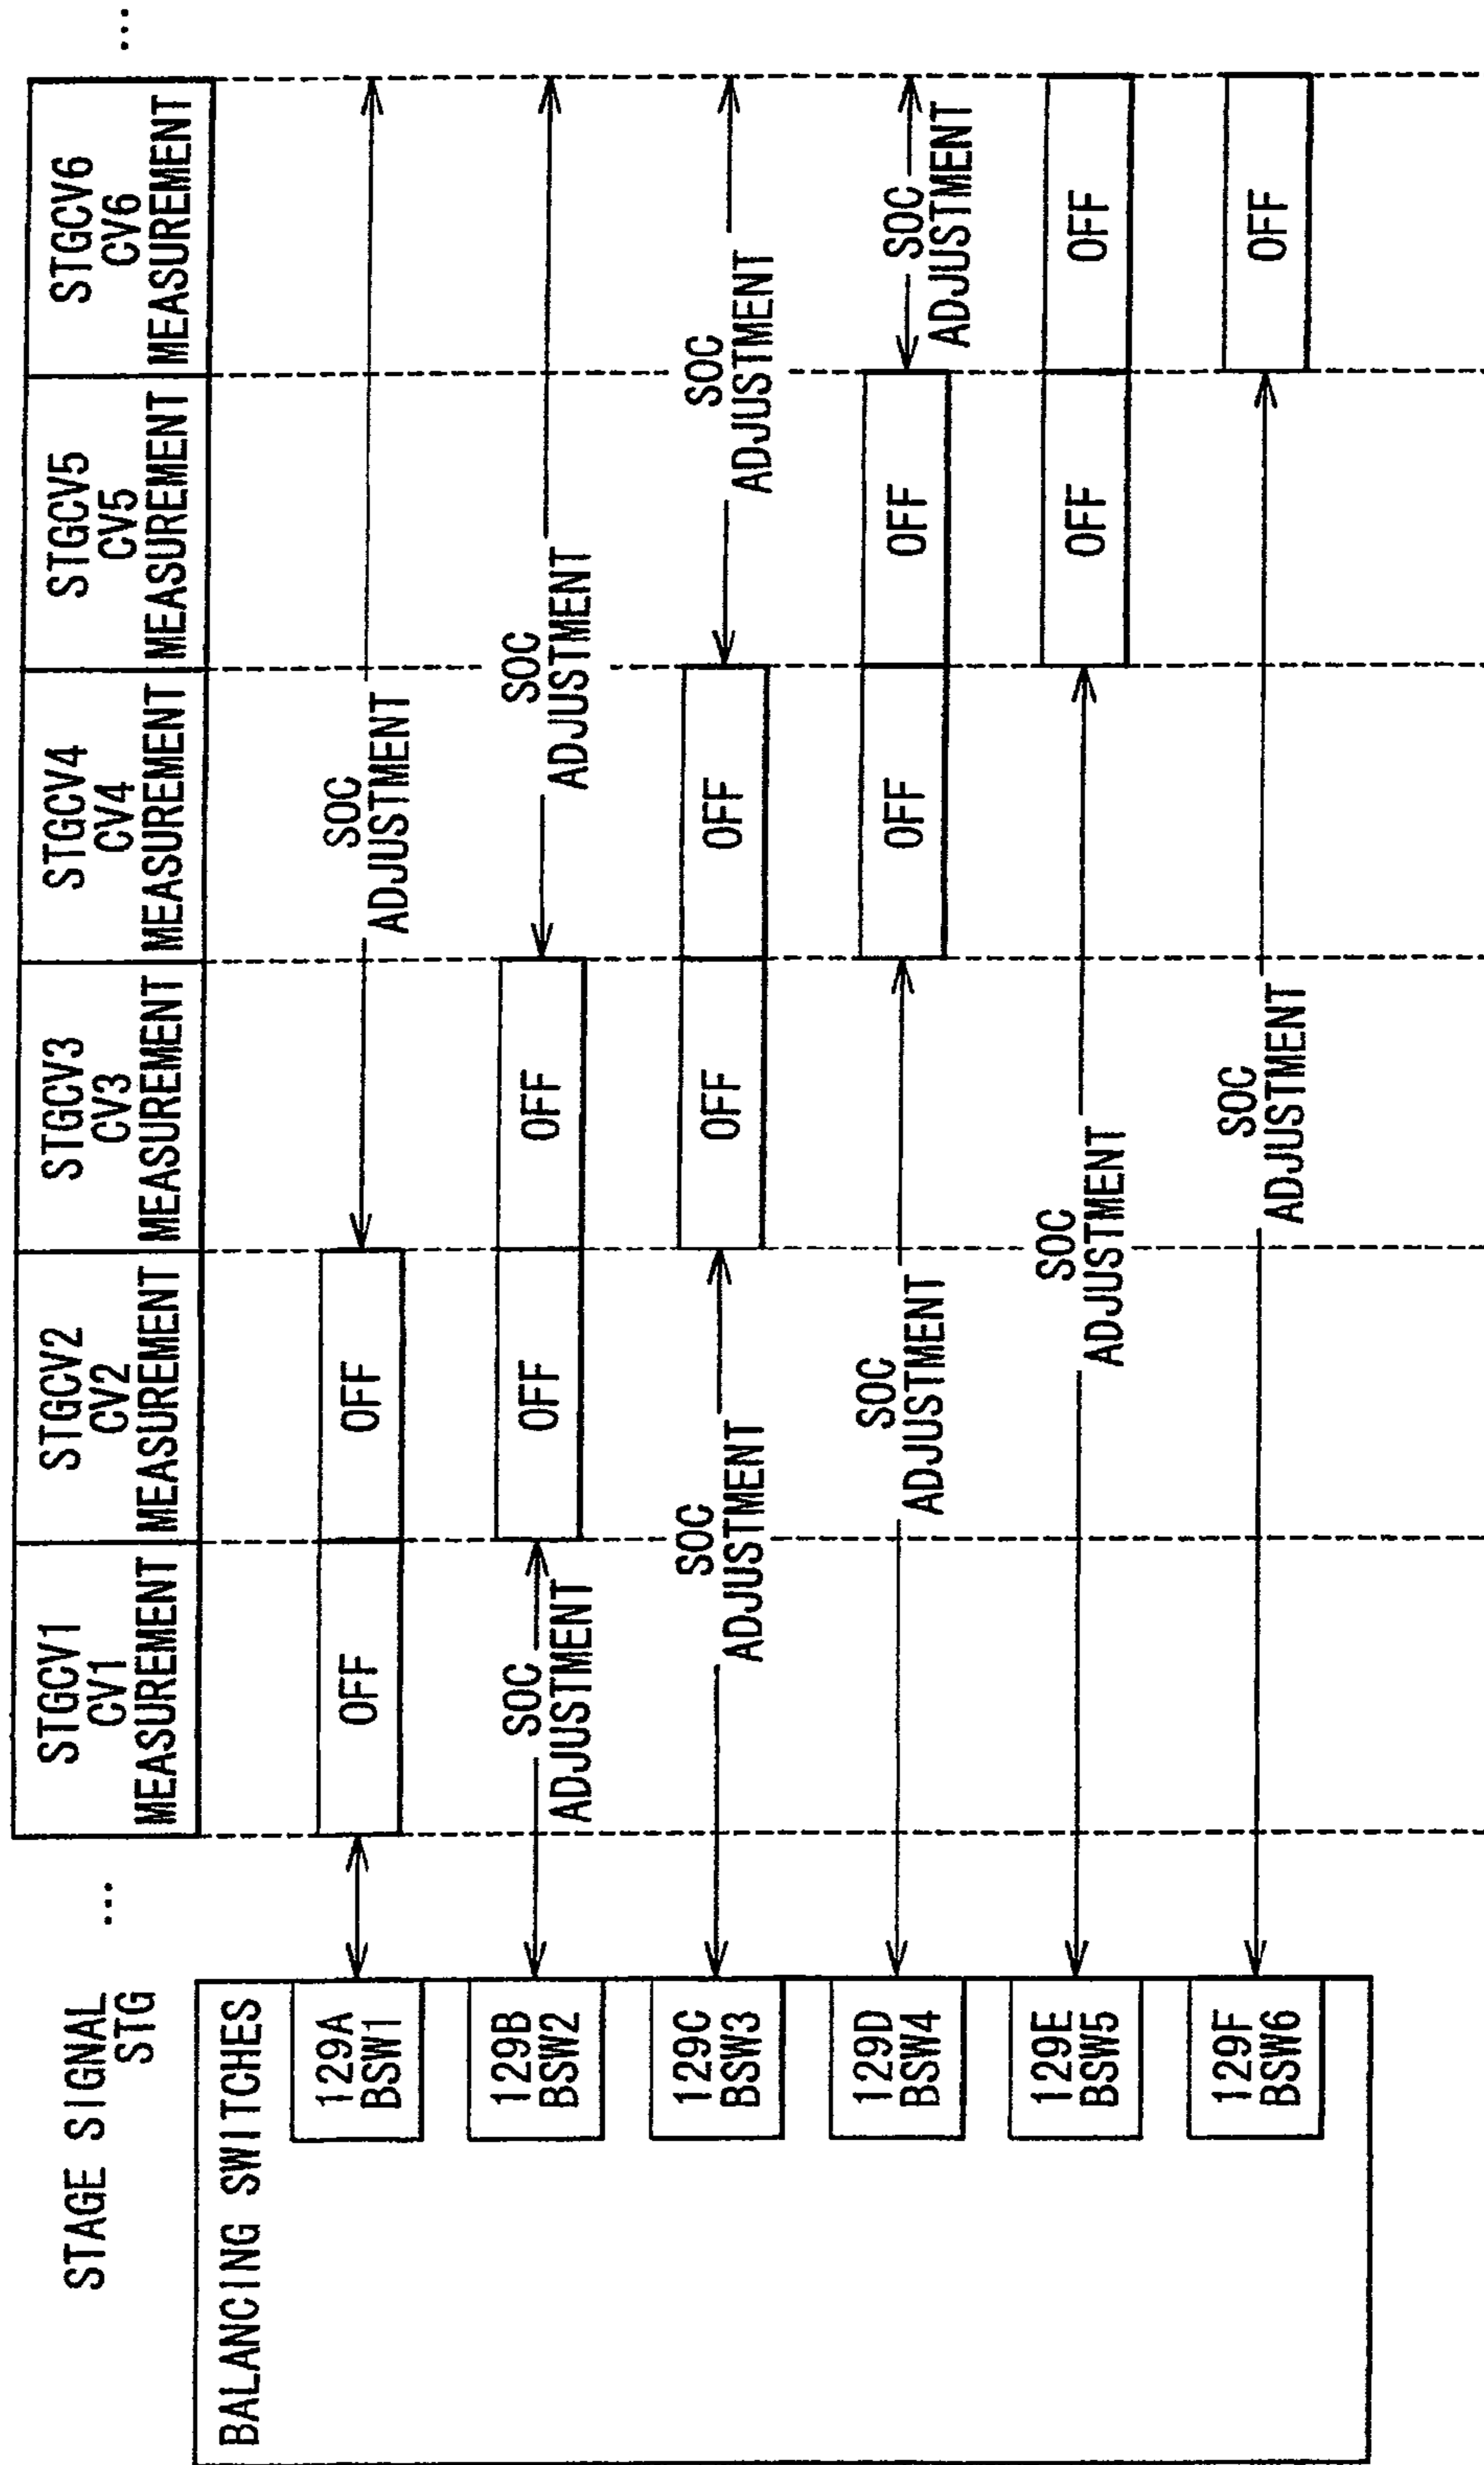 STAGE SIGNAL
STG
...
STGCV1
CV1
MEASUREMENT
STGCV2
CV2
MEASUREMENT
STGCV3
CV3
MEASUREMENT
STGCV4
CV4
MEASUREMENT
STGCV5
CV5
MEASUREMENT
STGCV6
CV6
MEASUREMENT
...
BALANCING SWITCHES
129A
BSW1
OFF
OFF
SOC
ADJUSTMENT
129B
BSW2
SOC
ADJUSTMENT
OFF
OFF
SOC
ADJUSTMENT
129C
BSW3
SOC
ADJUSTMENT
OFF
OFF
SOC
ADJUSTMENT
129D
BSW4
SOC
ADJUSTMENT
OFF
OFF
SOC
ADJUSTMENT
129E
BSW5
SOC
ADJUSTMENT
OFF
OFF
129F
BSW6
SOC
ADJUSTMENT
OFF